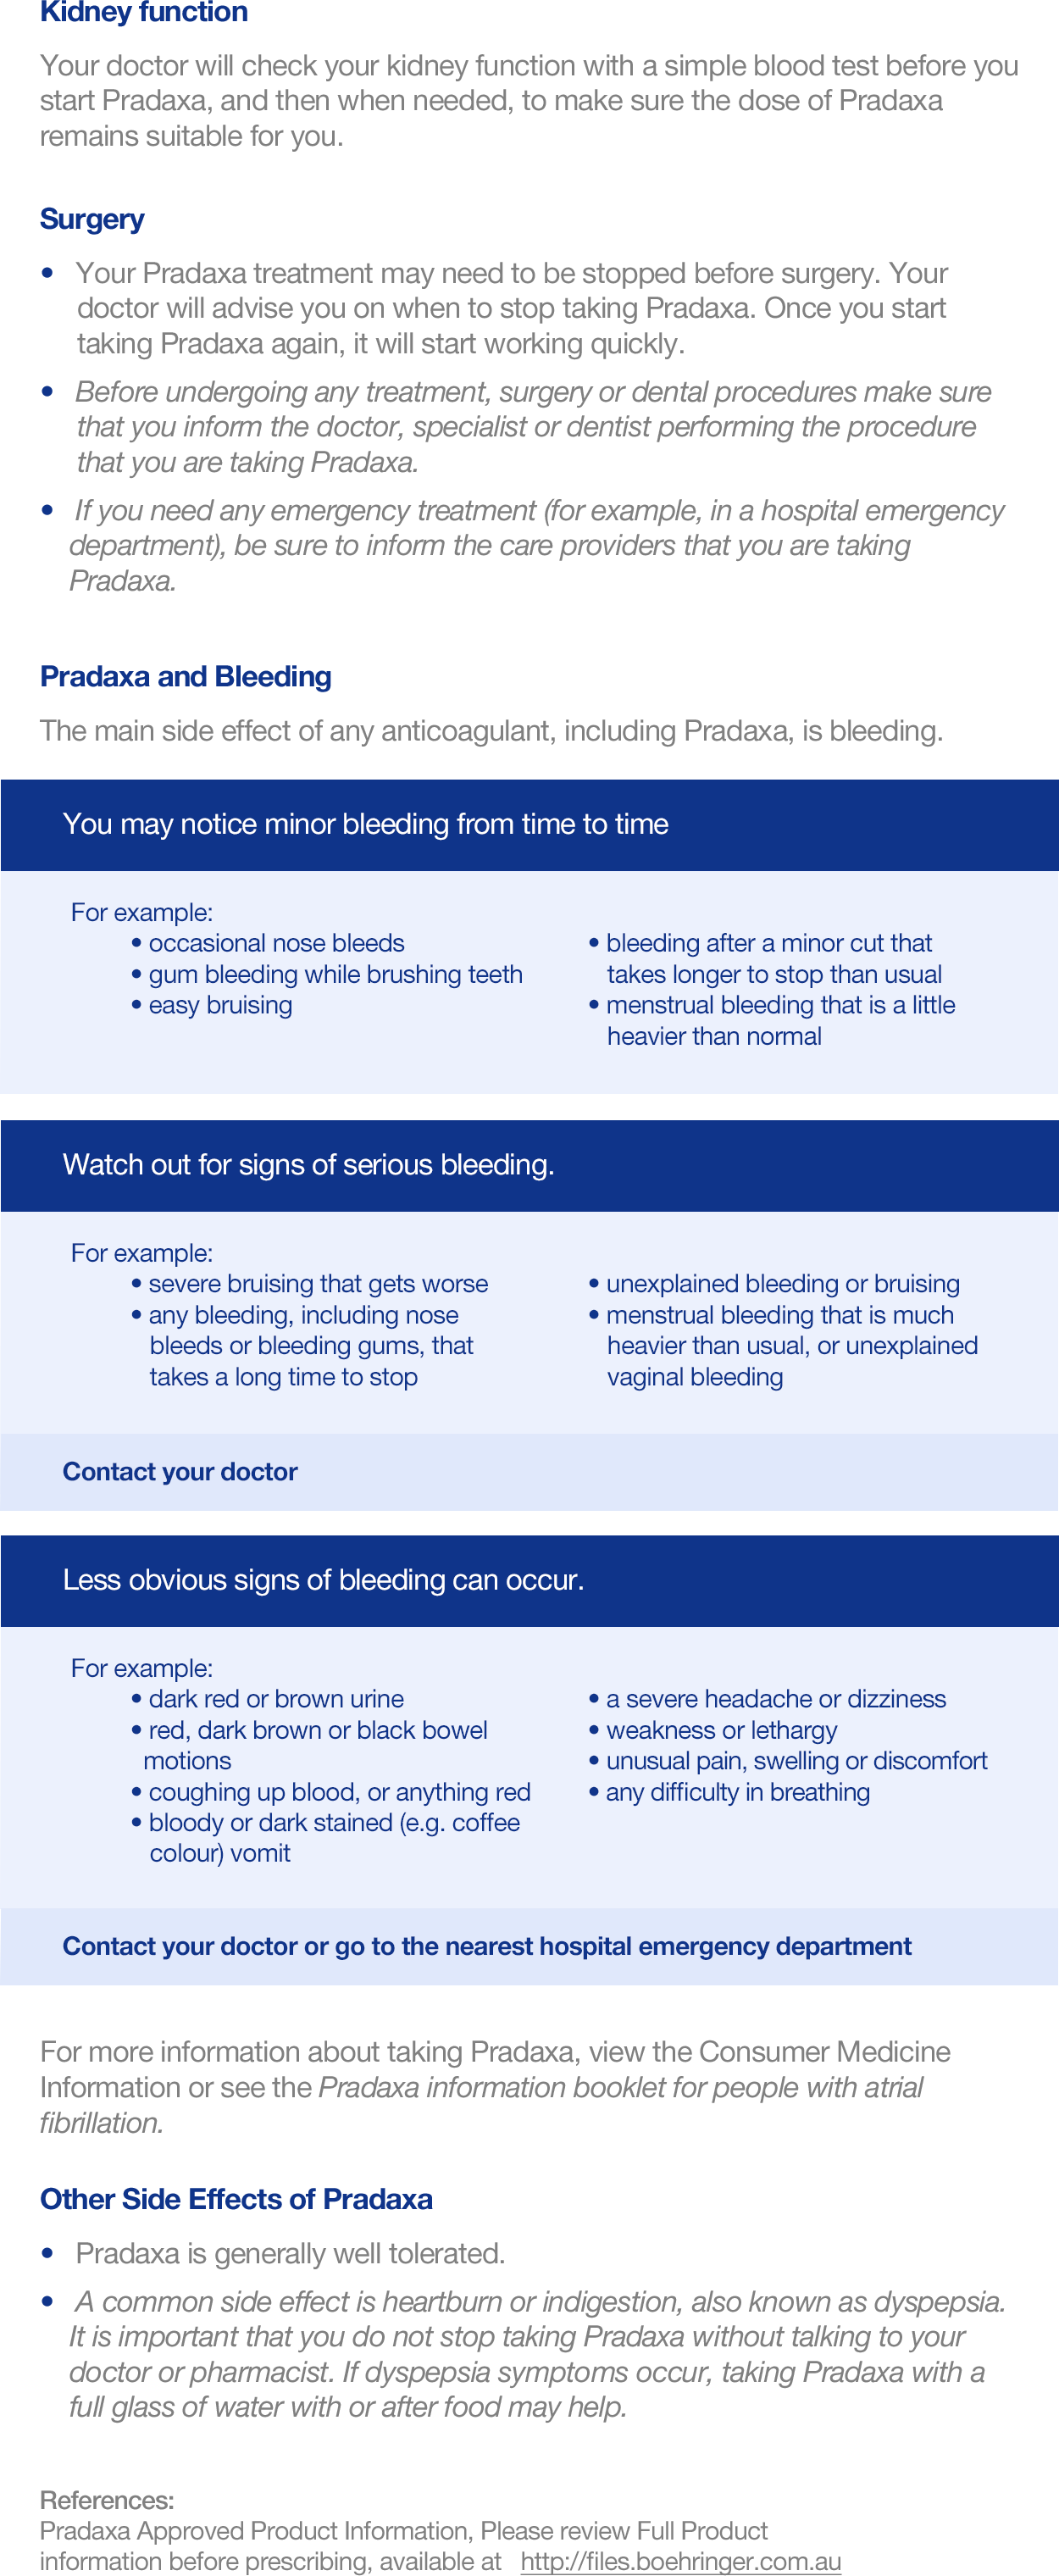 Kidney function
Your doctor will check your kidney function with a simple blood test before you
start Pradaxa, and then when needed, to make sure the dose of Pradaxa
remains suitable for you.
Surgery
• Your Pradaxa treatment may need to be stopped before surgery. Your
doctor will advise you on when to stop taking Pradaxa. Once you start
taking Pradaxa again, it will start working quickly.
• Before undergoing any treatment, surgery or dental procedures make sure
that you inform the doctor, specialist or dentist performing the procedure
that you are taking Pradaxa.
• If you need any emergency treatment (for example, in a hospital emergency
department), be sure to inform the care providers that you are taking
Pradaxa.
Pradaxa and Bleeding
The main side effect of any anticoagulant, including Pradaxa, is bleeding.
You may notice minor bleeding from time to time
For example:
• occasional nose bleeds
• gum bleeding while brushing teeth
• easy bruising
• bleeding after a minor cut that
takes longer to stop than usual
• menstrual bleeding that is a little
heavier than normal
Watch out for signs of serious bleeding.
For example:
• severe bruising that gets worse
• any bleeding, including nose
bleeds or bleeding gums, that
takes a long time to stop
• unexplained bleeding or bruising
• menstrual bleeding that is much
heavier than usual, or unexplained
vaginal bleeding
Contact your doctor
Less obvious signs of bleeding can occur.
For example:
• dark red or brown urine
• red, dark brown or black bowel
motions
• coughing up blood, or anything red
• bloody or dark stained (e.g. coffee
colour) vomit
• a severe headache or dizziness
• weakness or lethargy
• unusual pain, swelling or discomfort
• any difficulty in breathing
Contact your doctor or go to the nearest hospital emergency department
For more information about taking Pradaxa, view the Consumer Medicine
Information or see the Pradaxa information booklet for people with atrial
fibrillation.
Other Side Effects of Pradaxa
• Pradaxa is generally well tolerated.
• A common side effect is heartburn or indigestion, also known as dyspepsia.
It is important that you do not stop taking Pradaxa without talking to your
doctor or pharmacist. If dyspepsia symptoms occur, taking Pradaxa with a
full glass of water with or after food may help.
References:
Pradaxa Approved Product Information, Please review Full Product
information before prescribing, available at http://files.boehringer.com.au